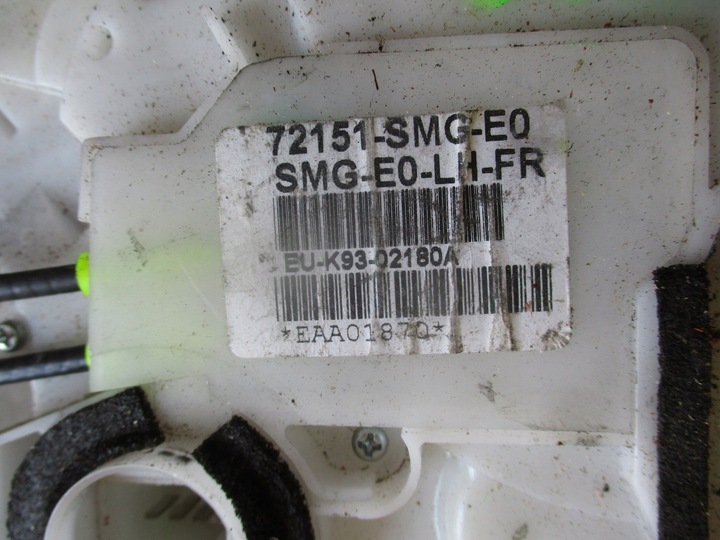 72151-SMG-E0
SMG-E0-LH-FR
EU-K93-02180A
*EAA01870*